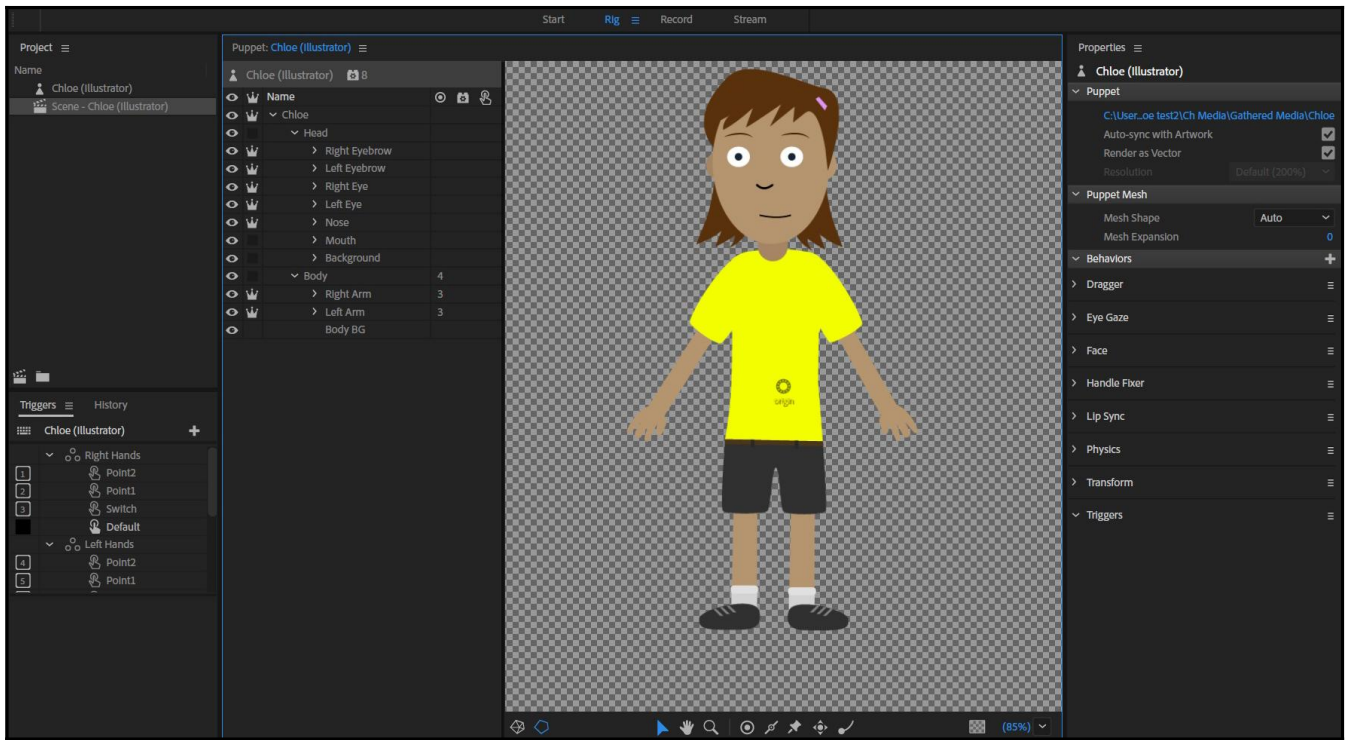 Start Rig Record Stream
Project
Name
Chloe (Illustrator)
Scene - Chloe (Illustrator)
Triggers History
Chloe (Illustrator)
Right Hands
1 Point2
2 Point1
3 Switch
Default
Left Hands
4 Point2
5 Point1
Puppet: Chloe (Illustrator)
Chloe (Illustrator) 8
Name
Chloe
Head
Right Eyebrow
Left Eyebrow
Right Eye
Left Eye
Nose
Mouth
Background
Body 4
Right Arm 3
Left Arm 3
Body BG
origin
(85%)
Properties
Chloe (Illustrator)
Puppet
C:\User...oe test2\Ch Media\Gathered Media\Chloe
Auto-sync with Artwork
Render as Vector
Resolution Default (200%)
Puppet Mesh
Mesh Shape Auto
Mesh Expansion 0
Behaviors
Dragger
Eye Gaze
Face
Handle Fixer
Lip Sync
Physics
Transform
Triggers